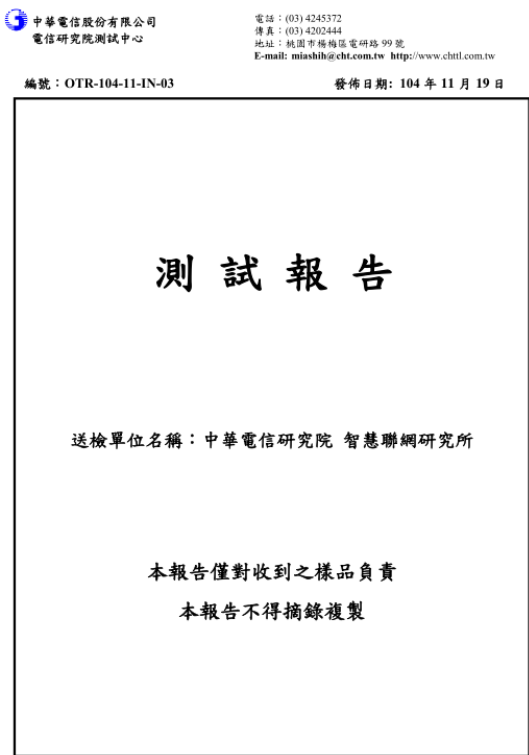 中華電信股份有限公司
電信研究院測試中心
電話：(03) 4245372
傳真：(03) 4202444
地址：桃園市楊梅區電研路 99 號
E-mail: miashih@cht.com.tw http://www.chttl.com.tw
編號：OTR-104-11-IN-03
發佈日期: 104 年 11 月 19 日
測 試 報 告
送檢單位名稱：中華電信研究院 智慧聯網研究所
本報告僅對收到之樣品負責
本報告不得摘錄複製